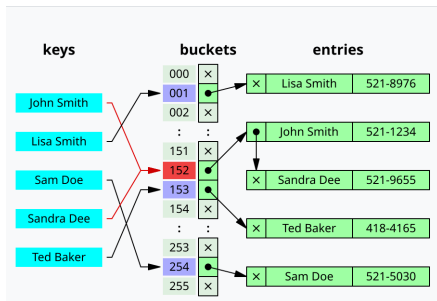 keys buckets entries
000 ×
001 × Lisa Smith 521-8976
002 ×
: :
John Smith
Lisa Smith
Sam Doe
Sandra Dee
Ted Baker
151 ×
152 John Smith 521-1234
153 × Sandra Dee 521-9655
154 ×
: :
× Ted Baker 418-4165
253 ×
254 × Sam Doe 521-5030
255 ×